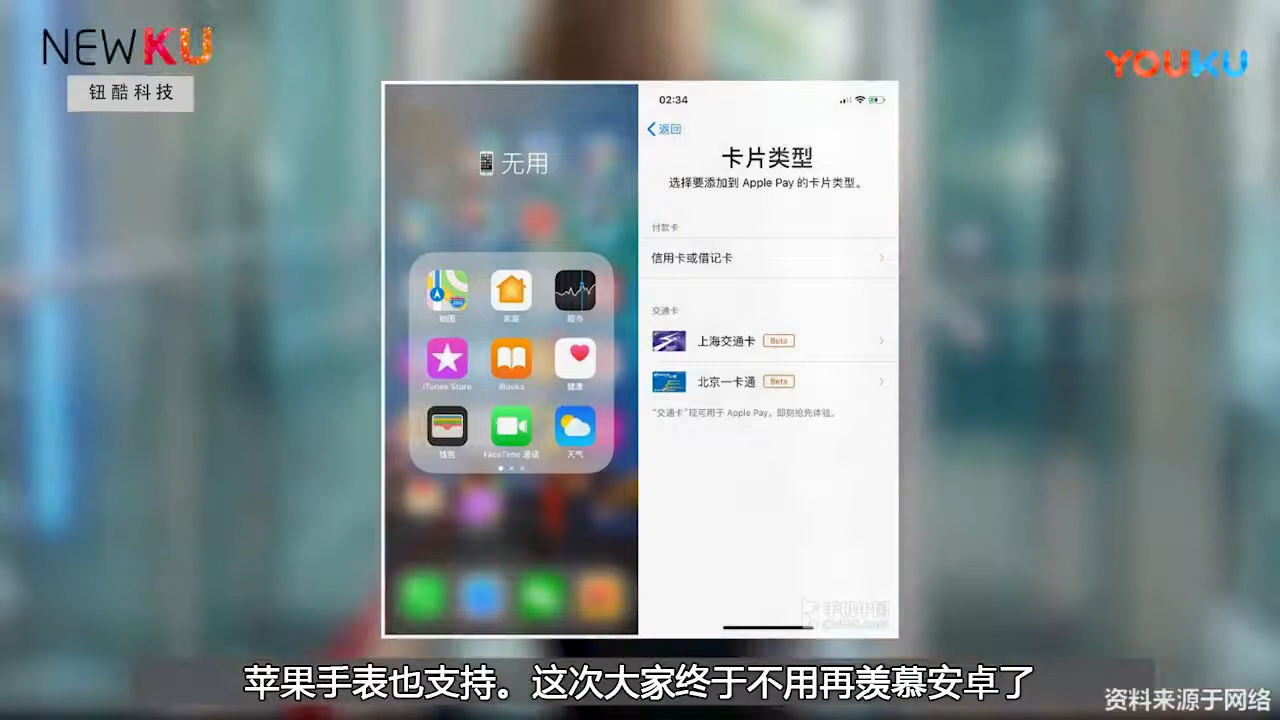 NEWKU
钮酷科技
YOUKU
无用
地图
家庭
股市
iTunes Store
iBooks
健康
钱包
FaceTime 通话
天气
02:34
返回
卡片类型
选择要添加到 Apple Pay 的卡片类型。
付款卡
信用卡或借记卡
交通卡
上海交通卡 Beta
北京一卡通 Beta
“交通卡”现可用于 Apple Pay，即刻抢先体验。
手机中国
苹果手表也支持。这次大家终于不用再羡慕安卓了
资料来源于网络